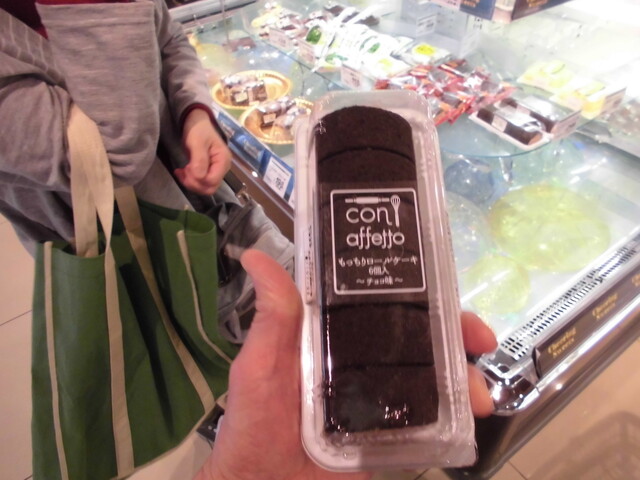 con
affetto
もっちりロールケーキ
6個入
～チョコ味～